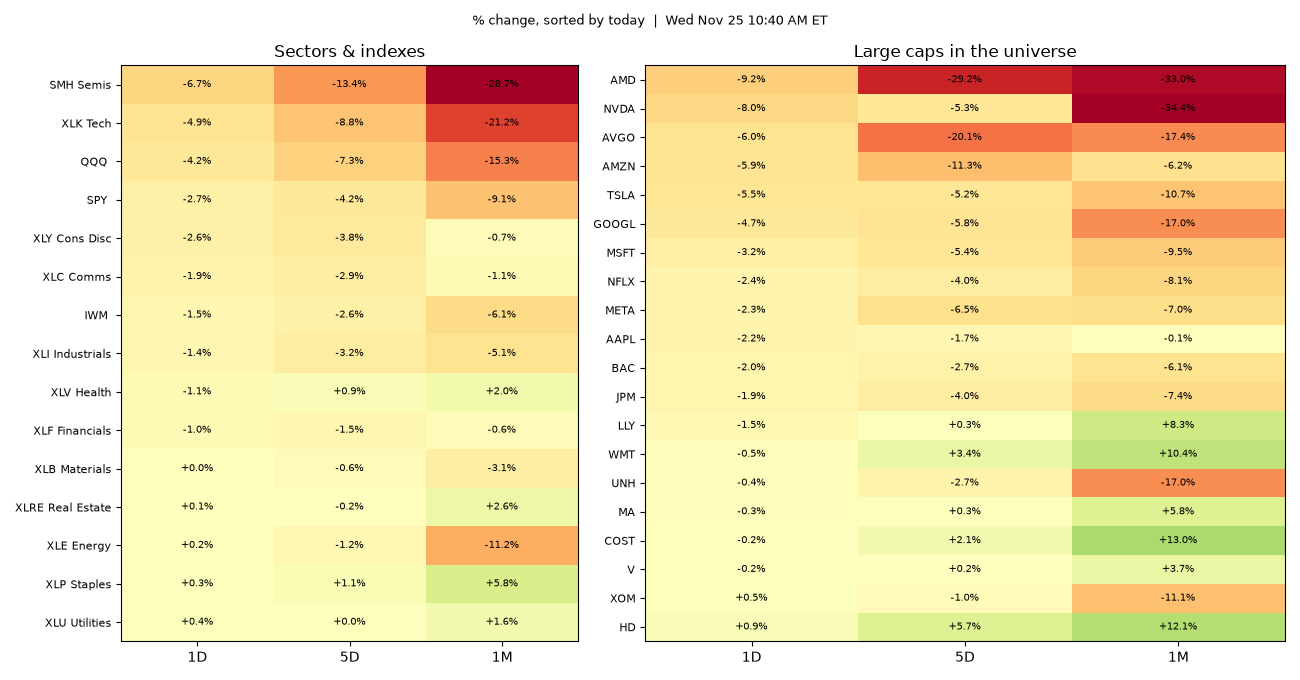 % change, sorted by today | Wed Nov 25 10:40 AM ET
Sectors & indexes
SMH Semis -6.7% -13.4% -28.7%
XLK Tech -4.9% -8.8% -21.2%
QQQ -4.2% -7.3% -15.3%
SPY -2.7% -4.2% -9.1%
XLY Cons Disc -2.6% -3.8% -0.7%
XLC Comms -1.9% -2.9% -1.1%
IWM -1.5% -2.6% -6.1%
XLI Industrials -1.4% -3.2% -5.1%
XLV Health -1.1% +0.9% +2.0%
XLF Financials -1.0% -1.5% -0.6%
XLB Materials +0.0% -0.6% -3.1%
XLRE Real Estate +0.1% -0.2% +2.6%
XLE Energy +0.2% -1.2% -11.2%
XLP Staples +0.3% +1.1% +5.8%
XLU Utilities +0.4% +0.0% +1.6%
1D 5D 1M
Large caps in the universe
AMD -9.2% -29.2% -33.0%
NVDA -8.0% -5.3% -34.4%
AVGO -6.0% -20.1% -17.4%
AMZN -5.9% -11.3% -6.2%
TSLA -5.5% -5.2% -10.7%
GOOGL -4.7% -5.8% -17.0%
MSFT -3.2% -5.4% -9.5%
NFLX -2.4% -4.0% -8.1%
META -2.3% -6.5% -7.0%
AAPL -2.2% -1.7% -0.1%
BAC -2.0% -2.7% -6.1%
JPM -1.9% -4.0% -7.4%
LLY -1.5% +0.3% +8.3%
WMT -0.5% +3.4% +10.4%
UNH -0.4% -2.7% -17.0%
MA -0.3% +0.3% +5.8%
COST -0.2% +2.1% +13.0%
V -0.2% +0.2% +3.7%
XOM +0.5% -1.0% -11.1%
HD +0.9% +5.7% +12.1%
1D 5D 1M